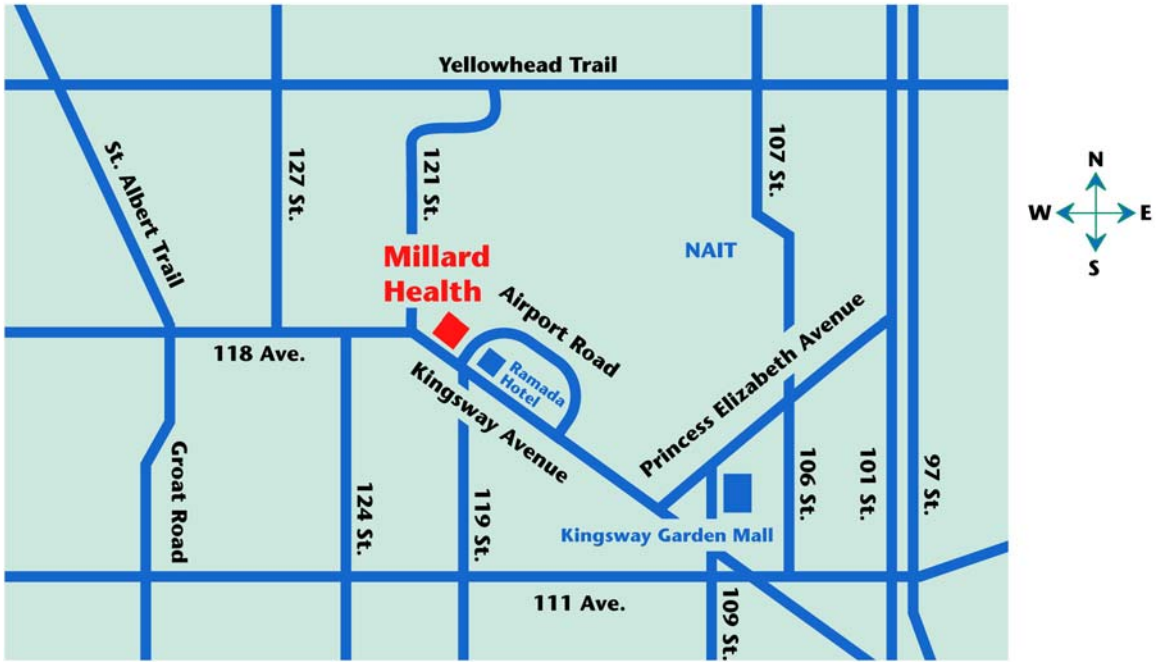 Yellowhead Trail
St. Albert Trail
127 St.
121 St.
107 St.
N
W E
S
NAIT
Millard
Health
Airport Road
118 Ave.
Ramada
Hotel
Kingsway Avenue
Princess Elizabeth Avenue
Groat Road
124 St.
119 St.
106 St.
101 St.
97 St.
Kingsway Garden Mall
111 Ave.
109 St.